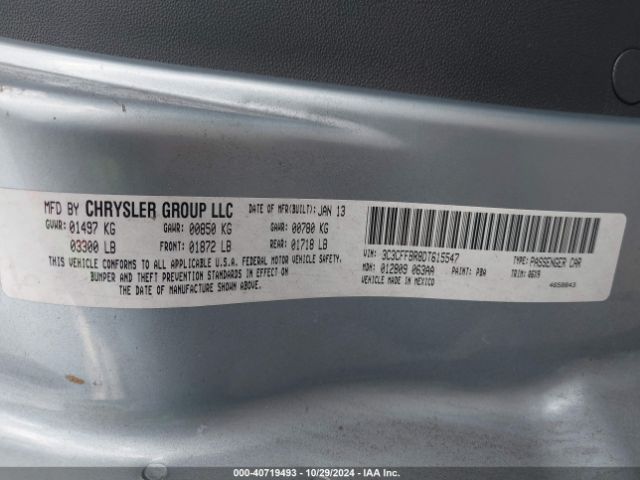 MFD BY CHRYSLER GROUP LLC DATE OF MFR(BUILT): JAN 13
GVWR: 01497 KG GAWR: 00850 KG GAWR: 00780 KG
03300 LB FRONT: 01872 LB REAR: 01718 LB
THIS VEHICLE CONFORMS TO ALL APPLICABLE U.S.A. FEDERAL MOTOR VEHICLE SAFETY,
BUMPER AND THEFT PREVENTION STANDARDS IN EFFECT ON
THE DATE OF MANUFACTURE SHOWN ABOVE.
VIN: 3C3CFFBR8DT615547 TYPE: PASSENGER CAR
MDH: 012809 063AA PAINT: PBA TRIM: 06X9
VEHICLE MADE IN MEXICO 4658843
000-40719493 - 10/29/2024 - IAA Inc.